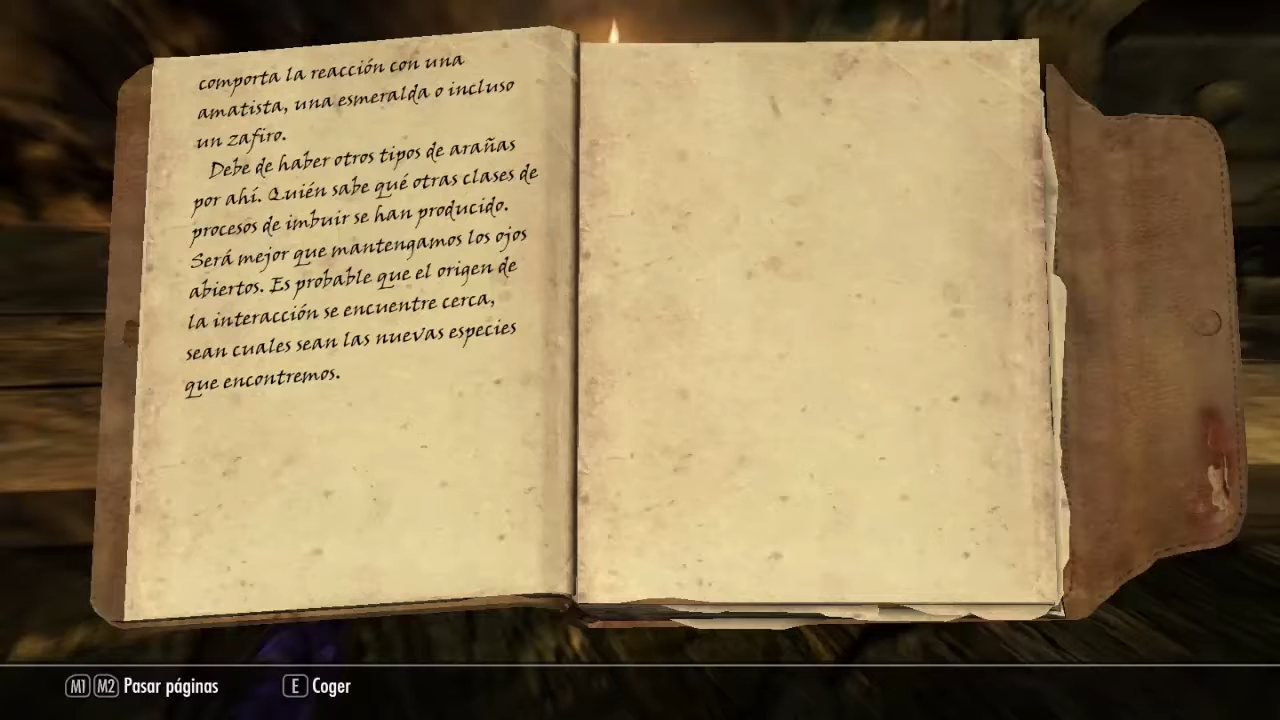 comporta la reacción con una
amatista, una esmeralda o incluso
un zafiro.
Debe de haber otros tipos de arañas
por ahí. Quién sabe qué otras clases de
procesos de imbuir se han producido.
Será mejor que mantengamos los ojos
abiertos. Es probable que el origen de
la interacción se encuentre cerca,
sean cuales sean las nuevas especies
que encontremos.
M1 M2 Pasar páginas
E Coger